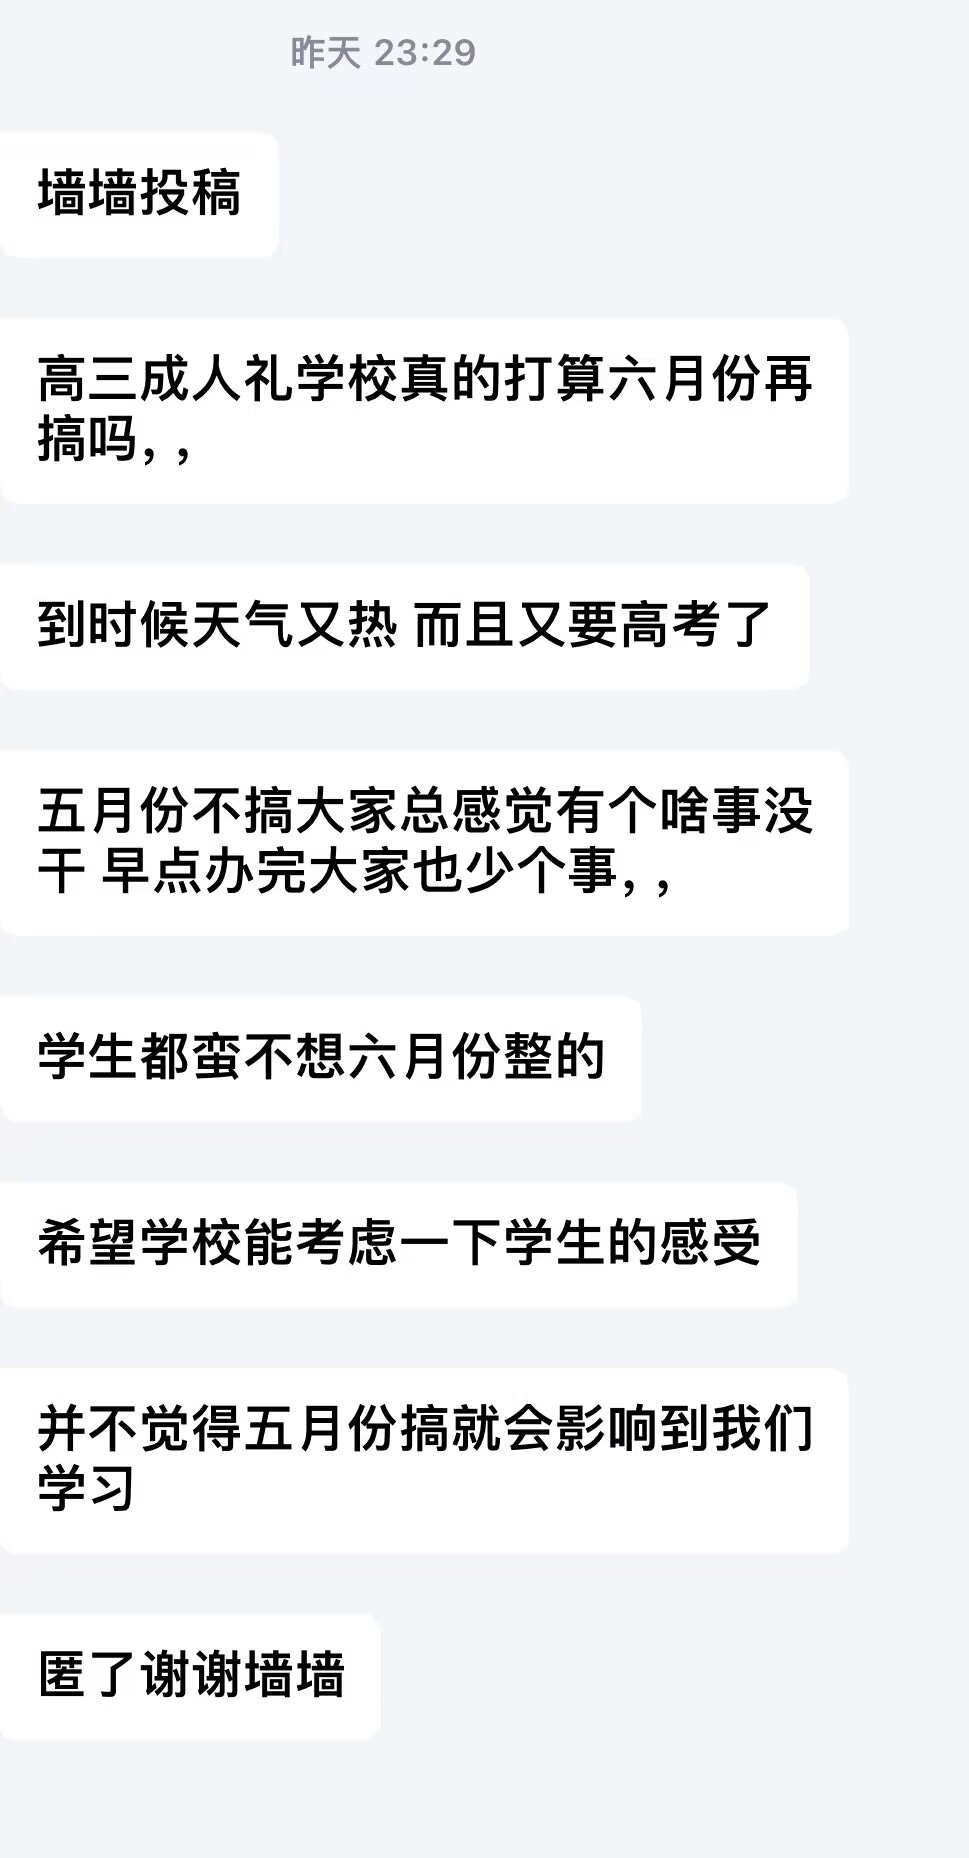 昨天 23:29
墙墙投稿
高三成人礼学校真的打算六月份再
搞吗，，
到时候天气又热 而且又要高考了
五月份不搞大家总感觉有个啥事没
干 早点办完大家也少个事，，
学生都蛮不想六月份整的
希望学校能考虑一下学生的感受
并不觉得五月份搞就会影响到我们
学习
匿了谢谢墙墙